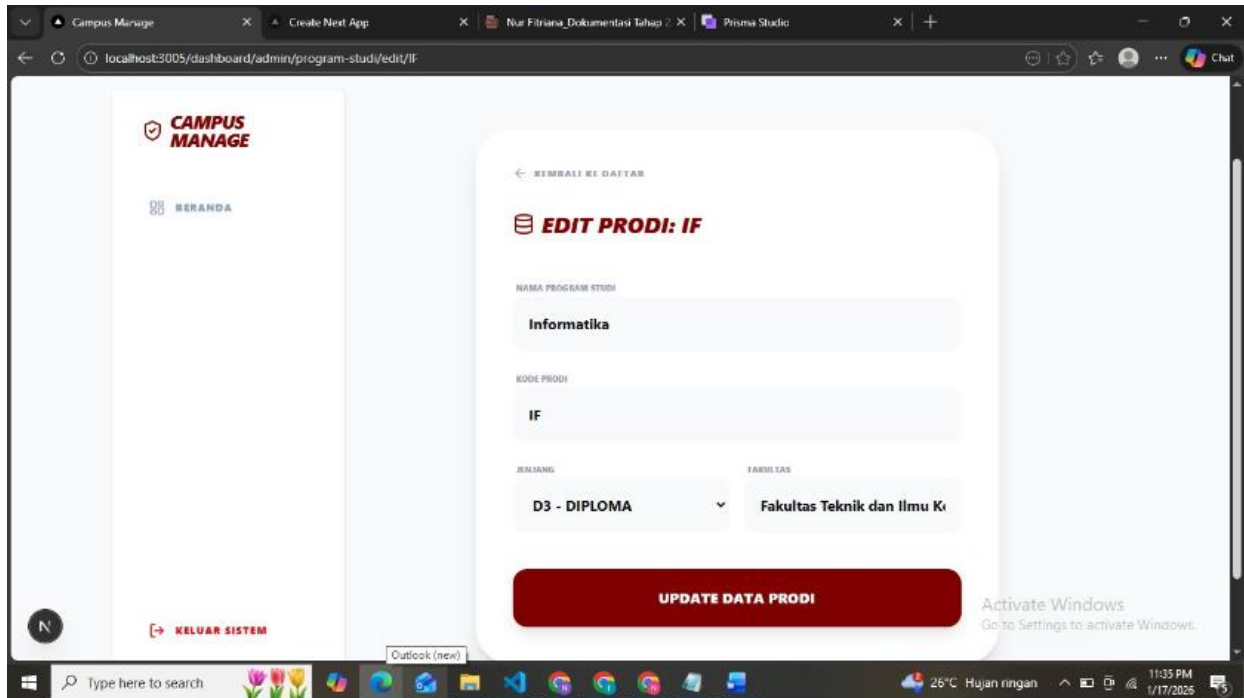 Campus Manage
Create Next App
Nur Fitriana_Dokumentasi Tahap 2
Prisma Studio
localhost:3005/dashboard/admin/program-studi/edit/IF
Chat
CAMPUS
MANAGE
BERANDA
KEMBALI KE DAFTAR
EDIT PRODI: IF
NAMA PROGRAM STUDI
Informatika
KODE PRODI
IF
JENJANG
FAKULTAS
D3 - DIPLOMA
Fakultas Teknik dan Ilmu Ko
UPDATE DATA PRODI
Activate Windows
Go to Settings to activate Windows.
N
KELUAR SISTEM
Outlook (new)
Type here to search
26°C Hujan ringan
11:35 PM
1/17/2026